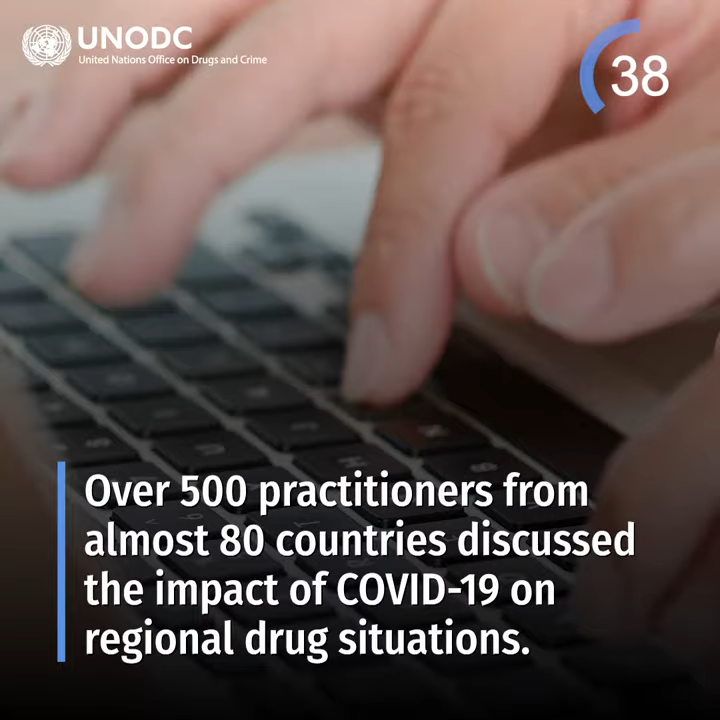 UNODC
United Nations Office on Drugs and Crime
38
Over 500 practitioners from
almost 80 countries discussed
the impact of COVID-19 on
regional drug situations.